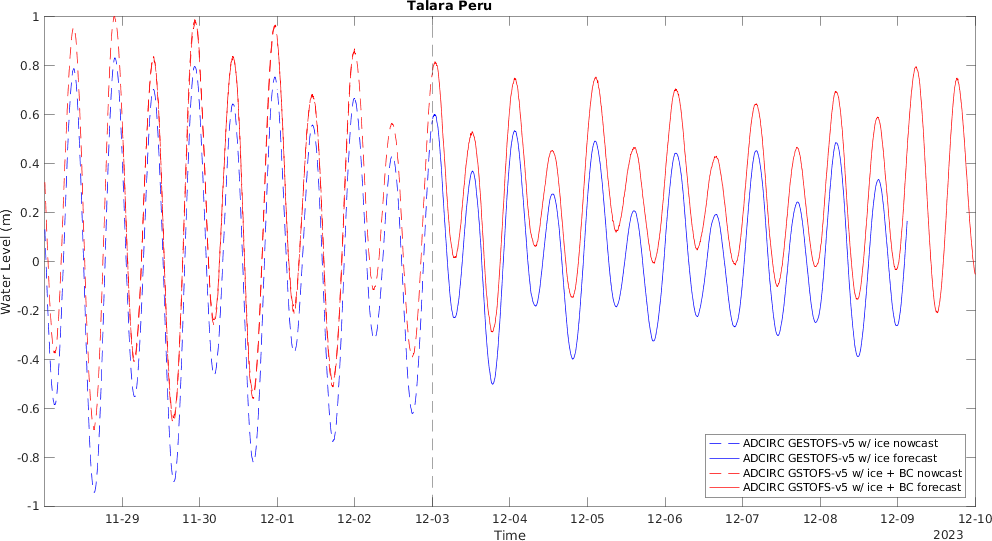 Talara Peru
1
0.8
0.6
0.4
0.2
0
-0.2
-0.4
-0.6
-0.8
-1
Water Level (m)
ADCIRC GESTOFS-v5 w/ ice nowcast
ADCIRC GESTOFS-v5 w/ ice forecast
ADCIRC GSTOFS-v5 w/ ice + BC nowcast
ADCIRC GSTOFS-v5 w/ ice + BC forecast
11-29 11-30 12-01 12-02 12-03 12-04 12-05 12-06 12-07 12-08 12-09 12-10
Time
2023